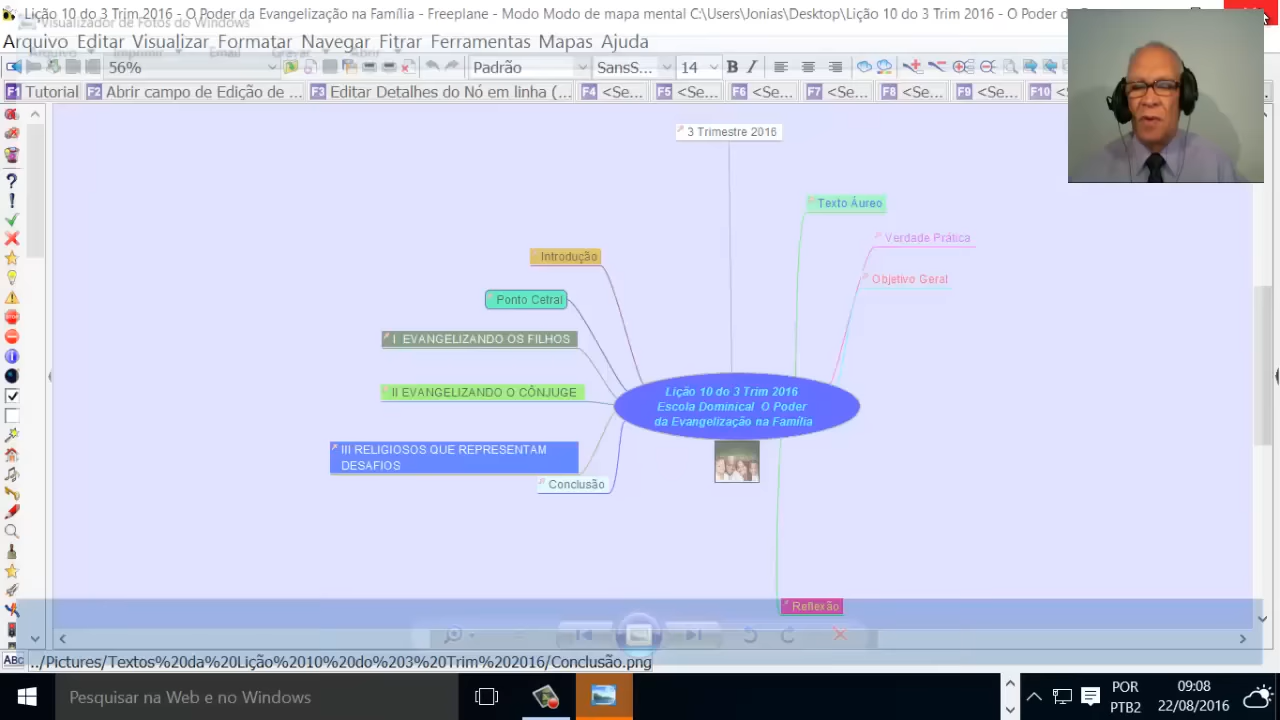 Lição 10 do 3 Trim 2016 - O Poder da Evangelização na Família - Freeplane - Modo Modo de mapa mental C:\Users\Jonias\Desktop\Lição 10 do 3 Trim 2016 - O Poder d
Visualizador de Fotos do Windows
Arquivo Editar Visualizar Formatar Navegar Fitrar Ferramentas Mapas Ajuda
56% Padrão SansS... 14 B I
F1 Tutorial F2 Abrir campo de Edição de ... F3 Editar Detalhes do Nó em linha (... F4 <Se... F5 <Se... F6 <Se... F7 <Se... F8 <Se... F9 <Se... F10 <Se...
3 Trimestre 2016
Texto Áureo
Verdade Prática
Introdução
Objetivo Geral
Ponto Cetral
I EVANGELIZANDO OS FILHOS
II EVANGELIZANDO O CÔNJUGE
Lição 10 do 3 Trim 2016
Escola Dominical O Poder
da Evangelização na Família
III RELIGIOSOS QUE REPRESENTAM
DESAFIOS
Conclusão
Reflexão
ABC ../Pictures/Textos%20da%20Lição%2010%20do%203%20Trim%202016/Conclusão.png
Pesquisar na Web e no Windows
POR
PTB2
09:08
22/08/2016